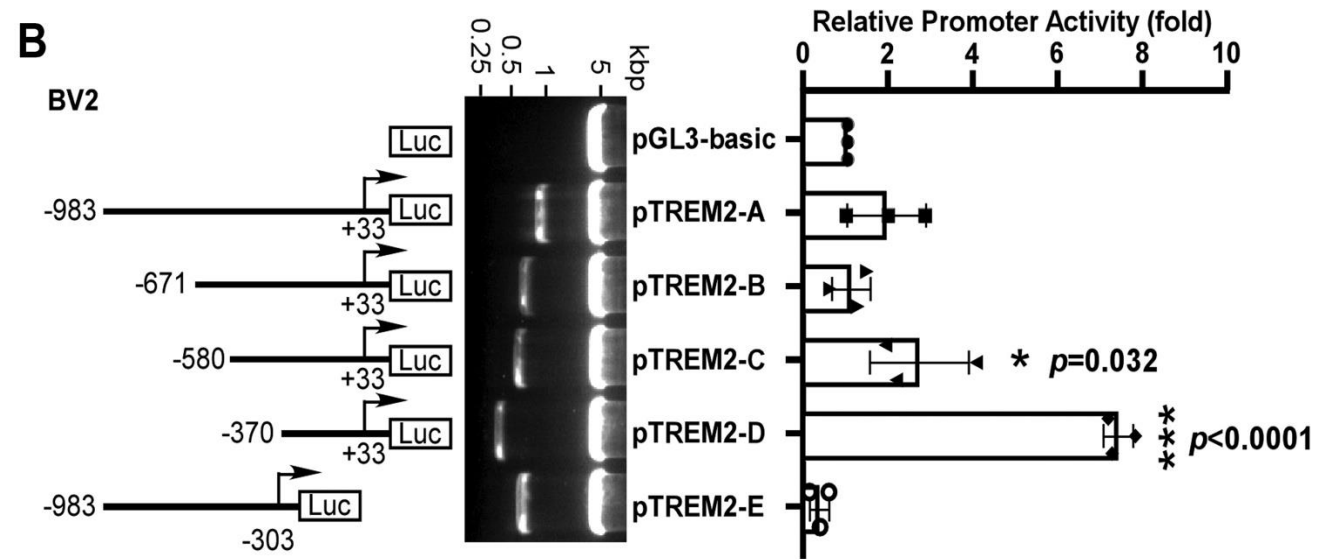 B
BV2
kbp
0.25 0.5 1 5
Relative Promoter Activity (fold)
0 2 4 6 8 10
Luc pGL3-basic
-983 +33 Luc pTREM2-A
-671 +33 Luc pTREM2-B
-580 +33 Luc pTREM2-C * p=0.032
-370 +33 Luc pTREM2-D *** p<0.0001
-983 -303 Luc pTREM2-E